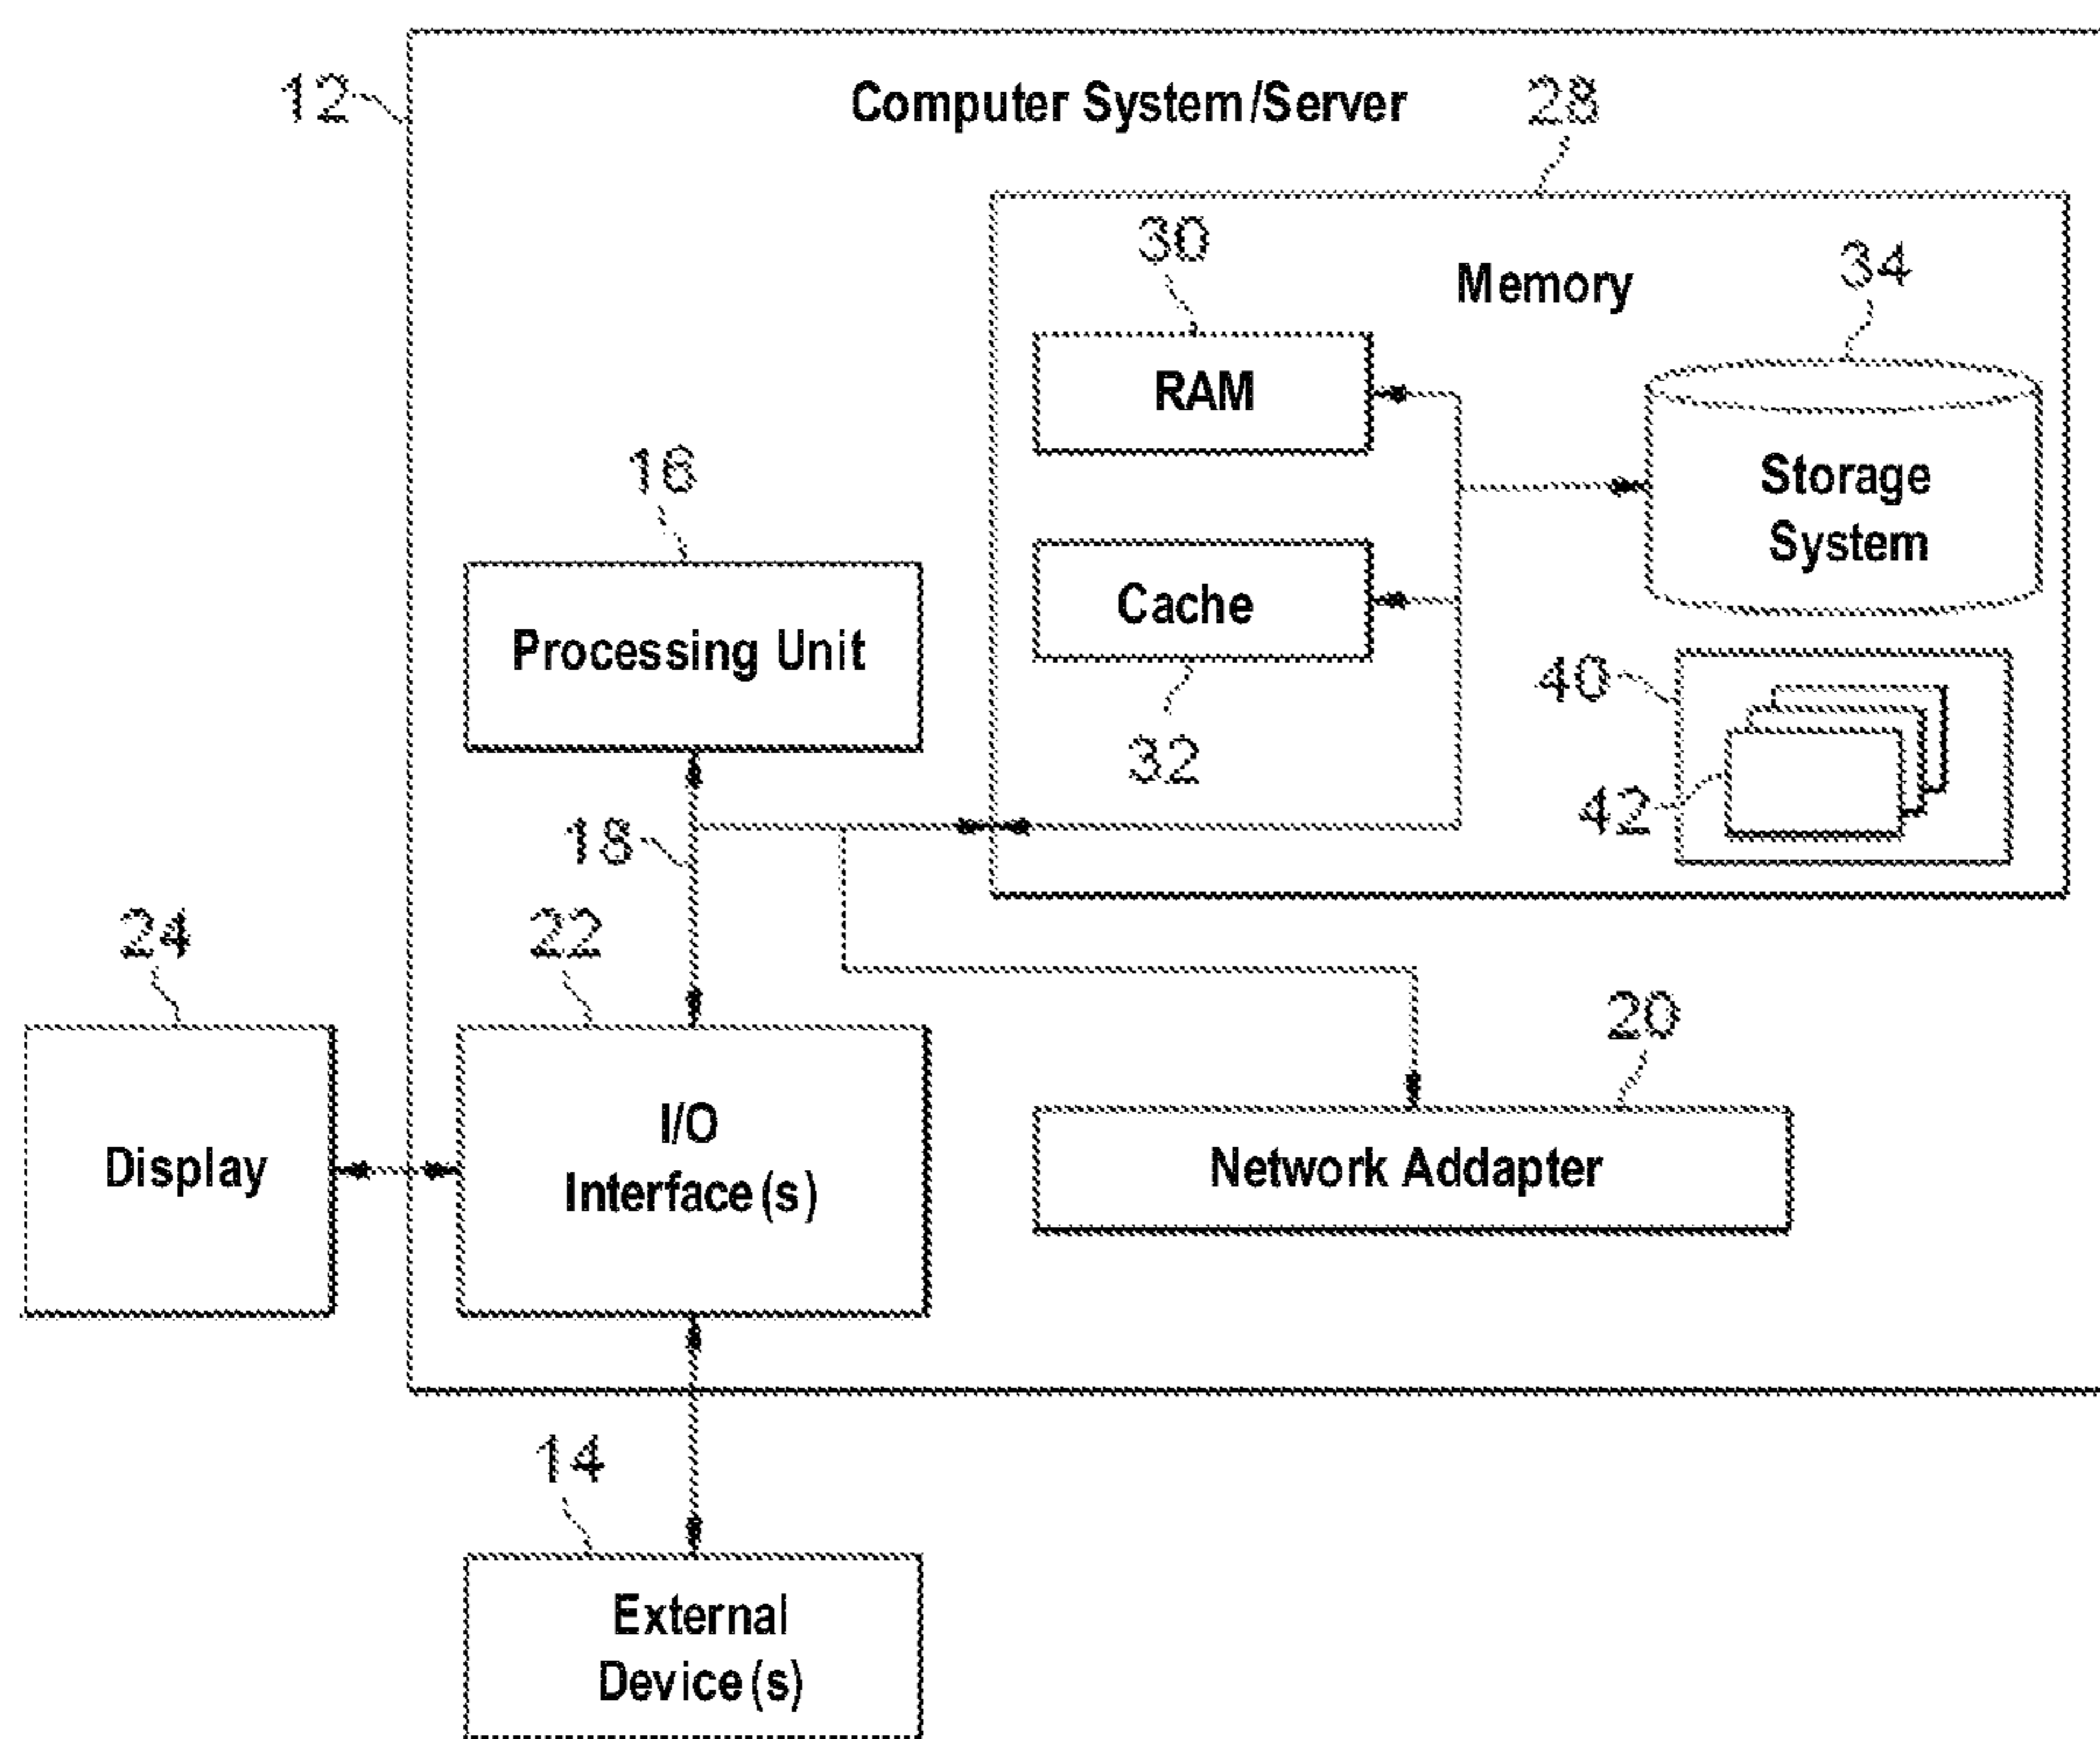 12
Computer System/Server
28
30
Memory
34
RAM
16
Storage
System
Cache
Processing Unit
40
32
42
18
24
22
20
I/O
Interface(s)
Display
Network Addapter
14
External
Device(s)